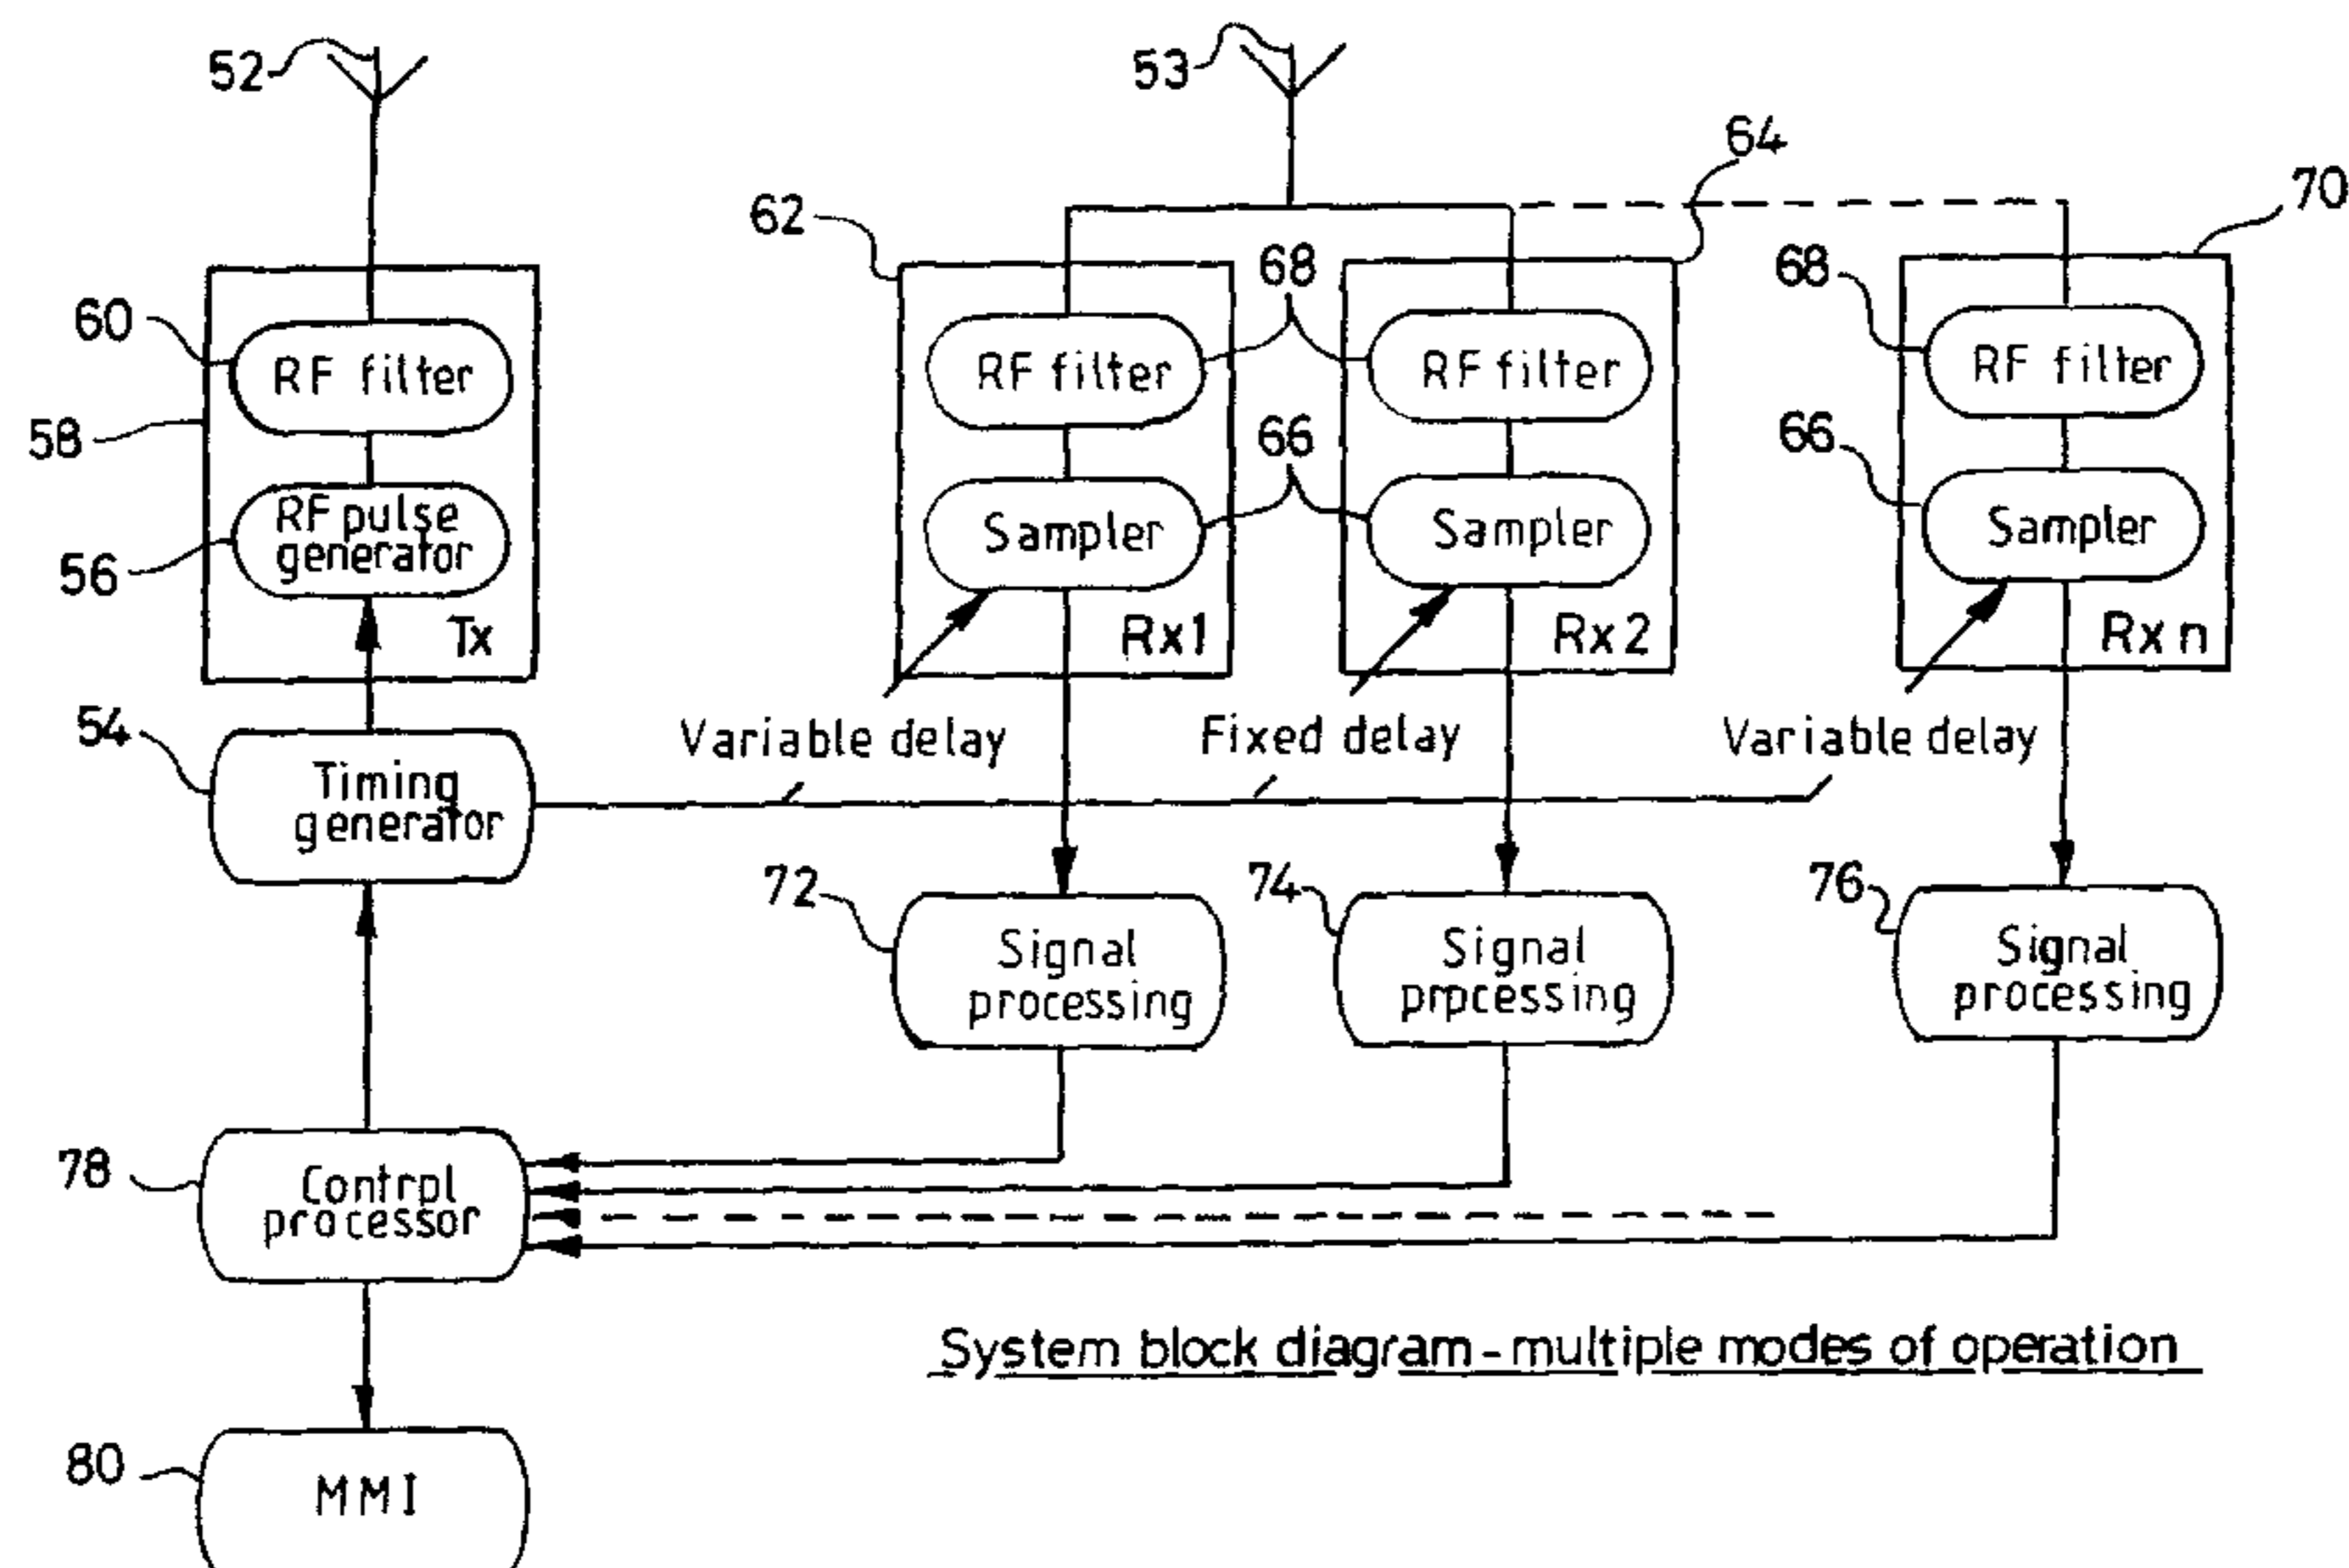 52
53
64
70
62
68
68
60
RF filter
RF filter
RF filter
RF filter
58
66
66
RF pulse
generator
Sampler
Sampler
Sampler
56
Tx
Rx1
Rx2
Rx n
54
Variable delay
Fixed delay
Variable delay
Timing
generator
72
74
76
Signal
processing
Signal
prpcessing
Signal
processing
78
Contrpl
processor
System block diagram - multiple modes of operation
80
MMI